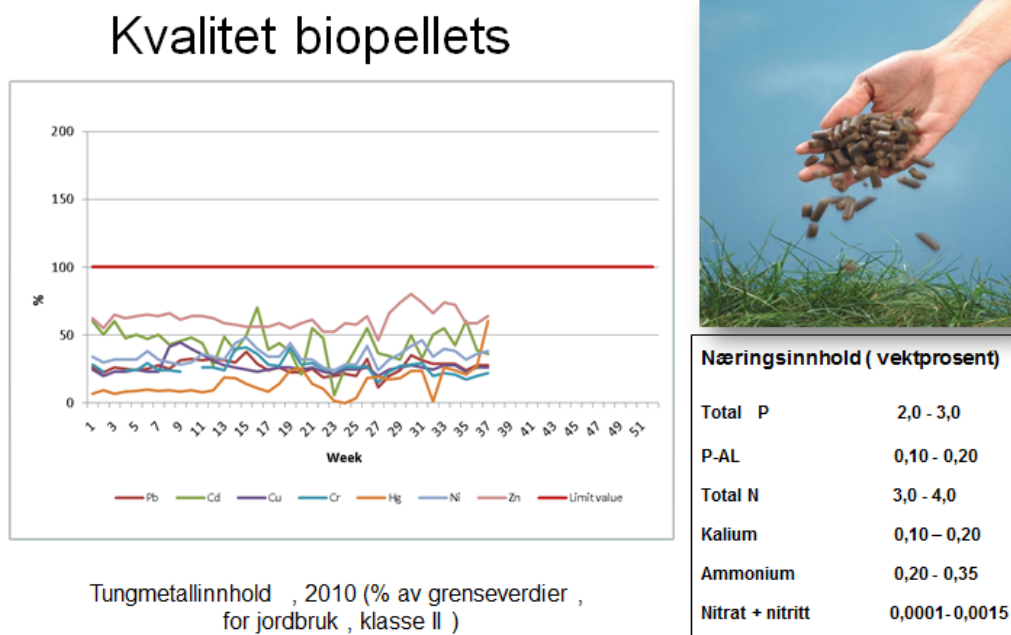 Kvalitet biopellets
200
150
100
50
0
%
1 3 5 7 9 11 13 15 17 19 21 23 25 27 29 31 33 35 37 39 41 43 45 47 49 51
Week
Pb Cd Cu Cr Hg Ni Zn Limit value
Tungmetallinnhold , 2010 (% av grenseverdier ,
for jordbruk , klasse II )
Næringsinnhold ( vektprosent)
Total P 2,0 - 3,0
P-AL 0,10 - 0,20
Total N 3,0 - 4,0
Kalium 0,10 – 0,20
Ammonium 0,20 - 0,35
Nitrat + nitritt 0,0001- 0,0015